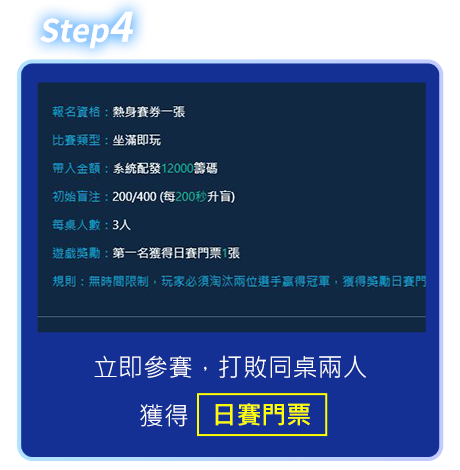 Step4
報名資格：熱身賽券一張
比賽類型：坐滿即玩
帶入金額：系統配發12000籌碼
初始盲注：200/400 (每200秒升盲)
每桌人數：3人
遊戲獎勵：第一名獲得日賽門票1張
規則：無時間限制，玩家必須淘汰兩位選手贏得冠軍，獲得獎勵日賽門
立即參賽，打敗同桌兩人
獲得 日賽門票